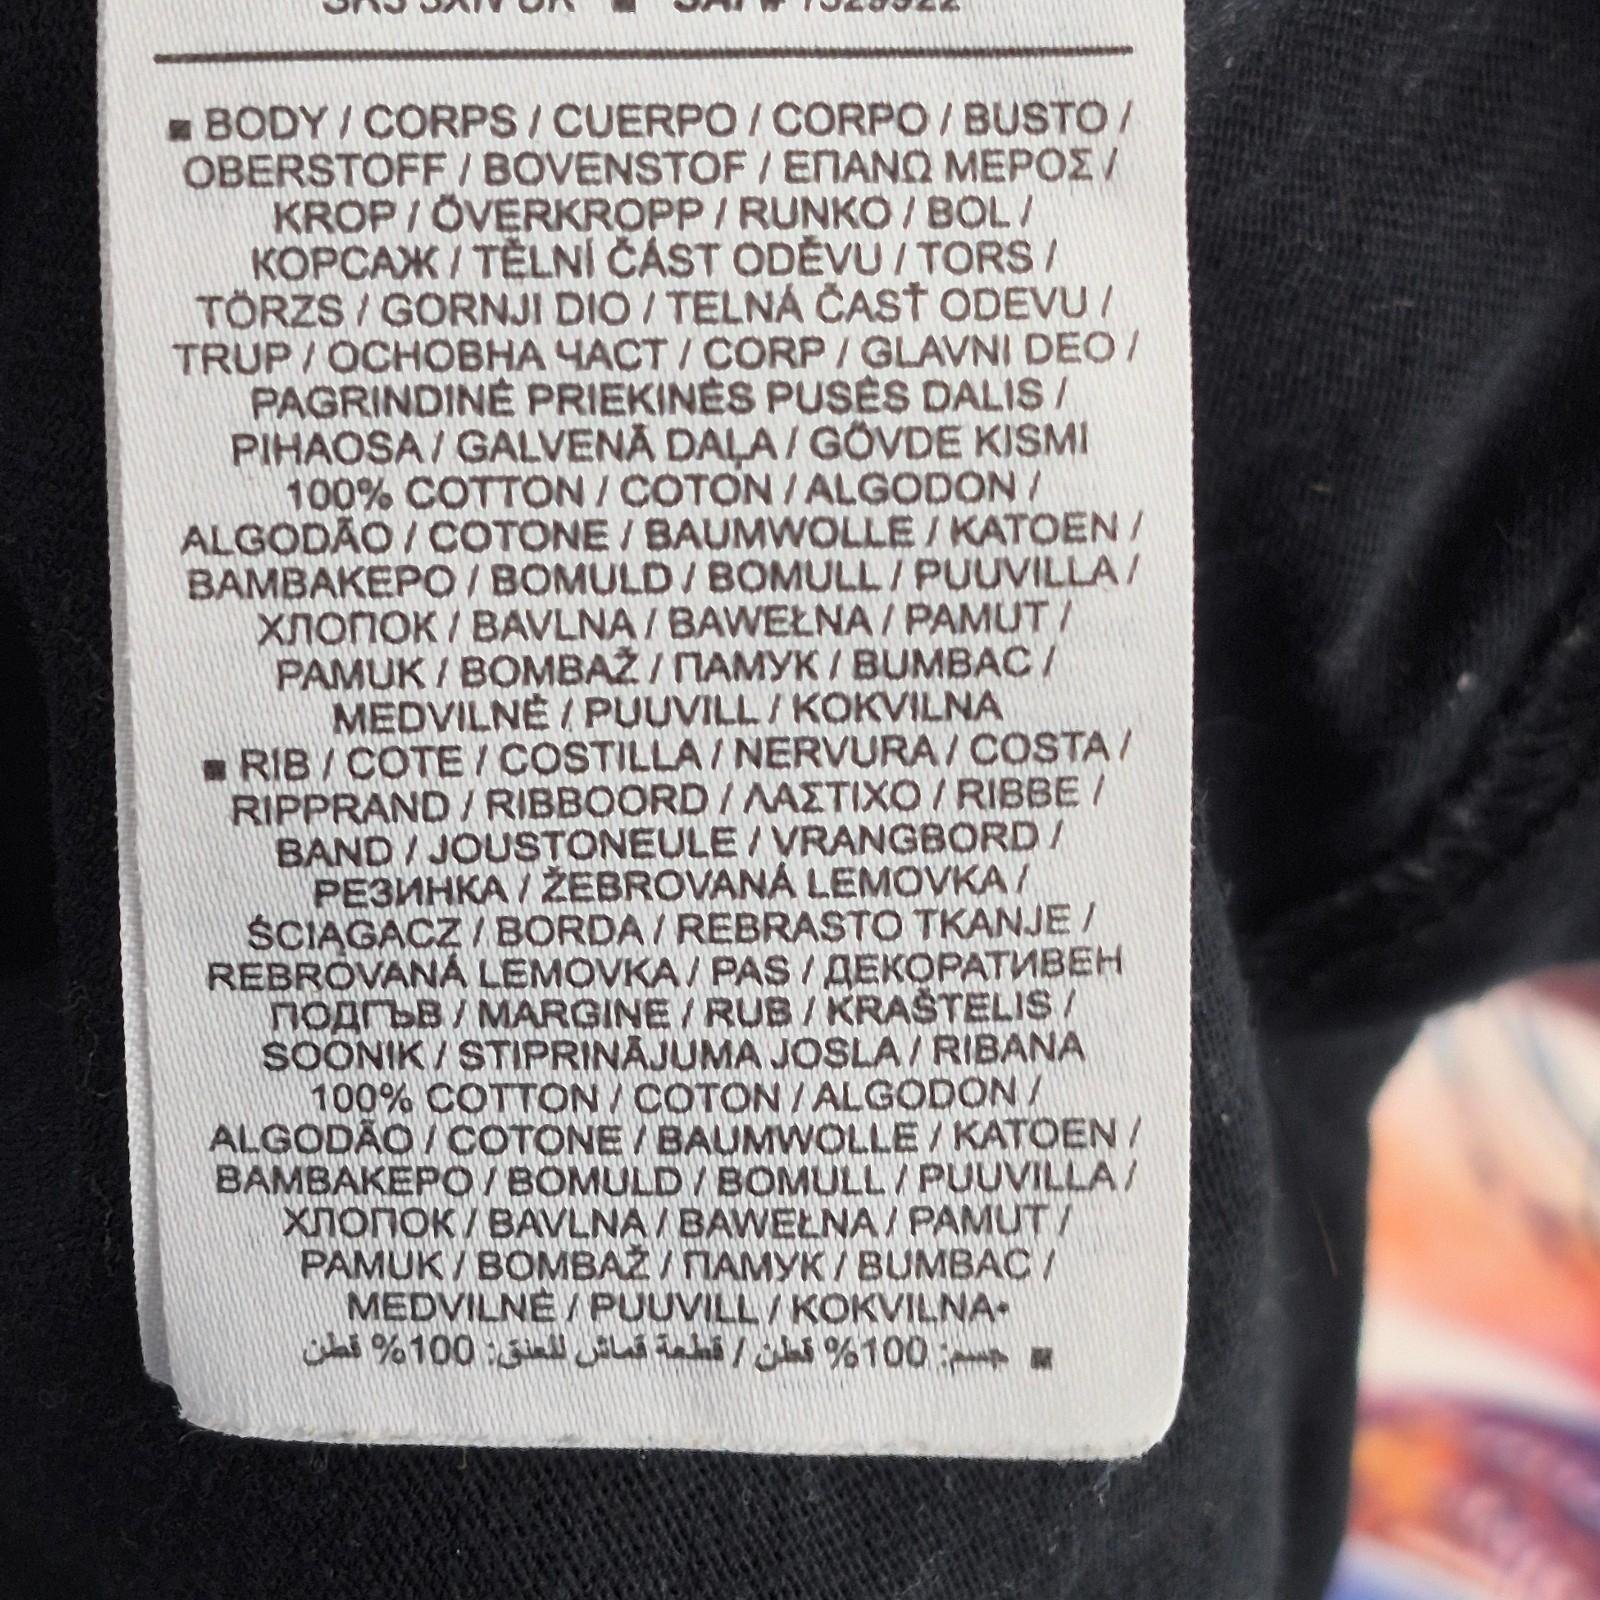 ■ BODY / CORPS / CUERPO / CORPO / BUSTO /
OBERSTOFF / BOVENSTOF / ΕΠΑΝΩ ΜΕΡΟΣ /
KROP / ÖVERKROPP / RUNKO / BOL /
КОРСАЖ / TĚLNÍ ČÁST ODĚVU / TORS /
TÖRZS / GORNJI DIO / TELNÁ ČASŤ ODEVU /
TRUP / ОСНОВНА ЧАСТ / CORP / GLAVNI DEO /
PAGRINDINĖ PRIEKINĖS PUSĖS DALIS /
PIHAOSA / GALVENĀ DAĻA / GÖVDE KISMI
100% COTTON / COTON / ALGODON /
ALGODÃO / COTONE / BAUMWOLLE / KATOEN /
ΒΑΜΒΑΚΕΡΟ / BOMULD / BOMULL / PUUVILLA /
ХЛОПОК / BAVLNA / BAWEŁNA / PAMUT /
PAMUK / BOMBAŽ / ПАМУК / BUMBAC /
MEDVILNĖ / PUUVILL / KOKVILNA
■ RIB / COTE / COSTILLA / NERVURA / COSTA /
RIPPRAND / RIBBOORD / ΛΑΣΤΙΧΟ / RIBBE /
BAND / JOUSTONEULE / VRANGBORD /
РЕЗИНКА / ŽEBROVANÁ LEMOVKA /
ŚCIĄGACZ / BORDA / REBRASTO TKANJE /
REBROVANÁ LEMOVKA / PAS / ДЕКОРАТИВЕН
ПОДГЪВ / MARGINE / RUB / KRAŠTELIS /
SOONIK / STIPRINĀJUMA JOSLA / RIBANA
100% COTTON / COTON / ALGODON /
ALGODÃO / COTONE / BAUMWOLLE / KATOEN /
ΒΑΜΒΑΚΕΡΟ / BOMULD / BOMULL / PUUVILLA /
ХЛОПОК / BAVLNA / BAWEŁNA / PAMUT /
PAMUK / BOMBAŽ / ПАМУК / BUMBAC /
MEDVILNĖ / PUUVILL / KOKVILNA•
■ جسم: 100% قطن / قطعة قماش للعنق: 100% قطن